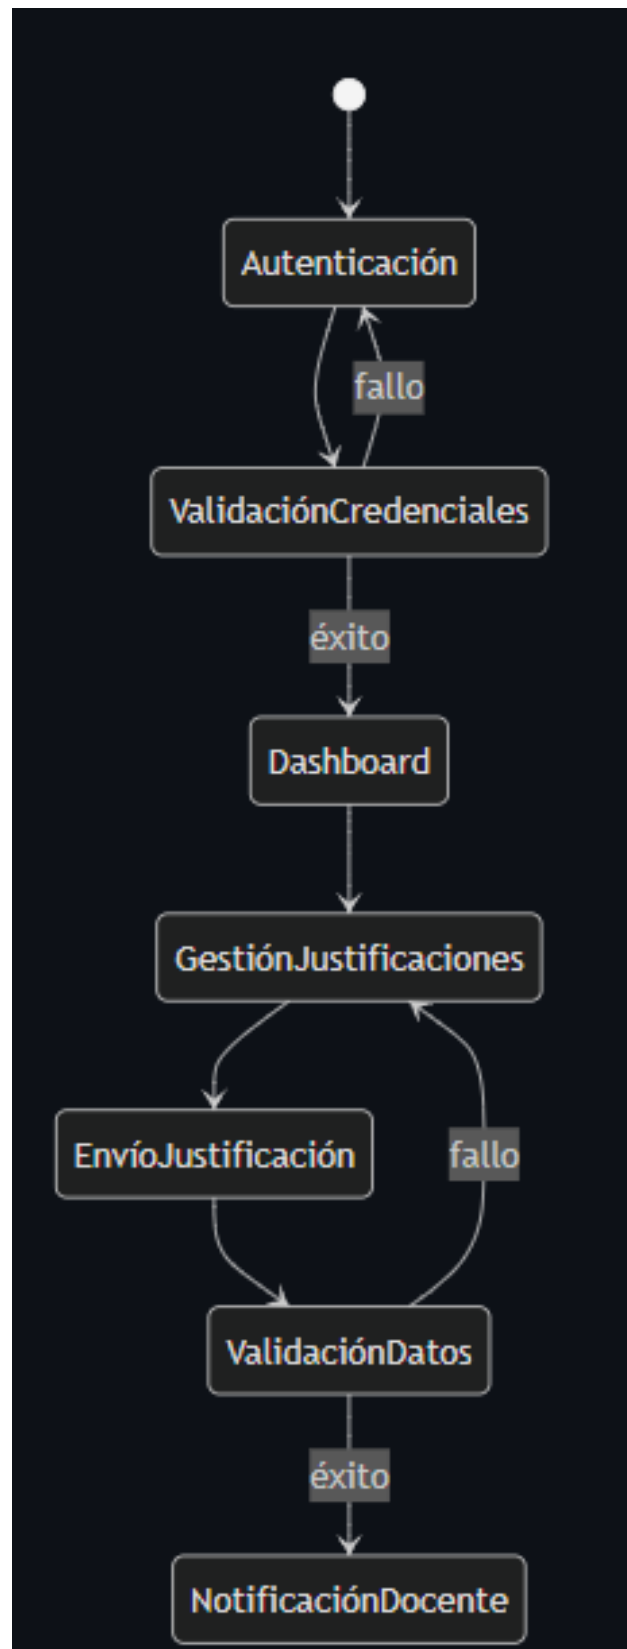 Autenticación
fallo
ValidaciónCredenciales
éxito
Dashboard
GestiónJustificaciones
EnvíoJustificación
fallo
ValidaciónDatos
éxito
NotificaciónDocente